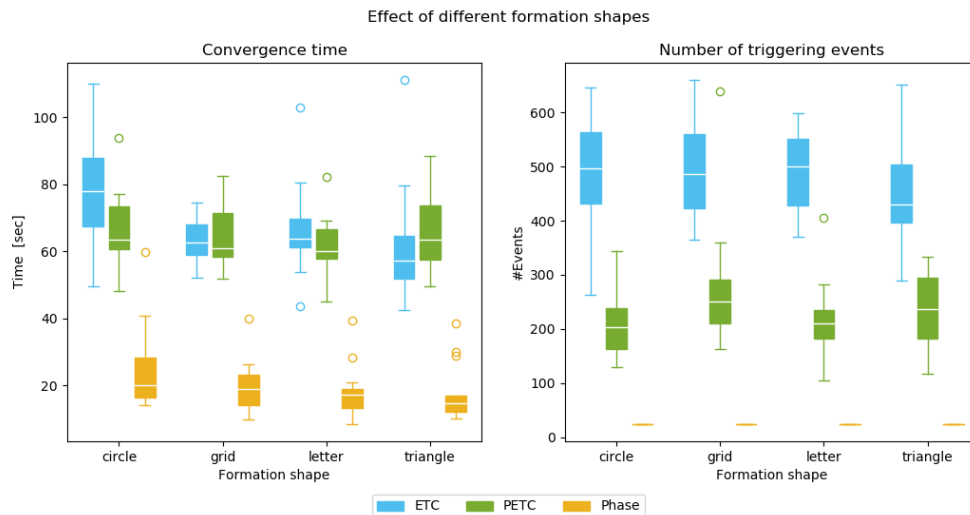 Effect of different formation shapes
Convergence time
Time [sec]
100
80
60
40
20
circle grid letter triangle
Formation shape
Number of triggering events
#Events
600
500
400
300
200
100
0
circle grid letter triangle
Formation shape
ETC PETC Phase